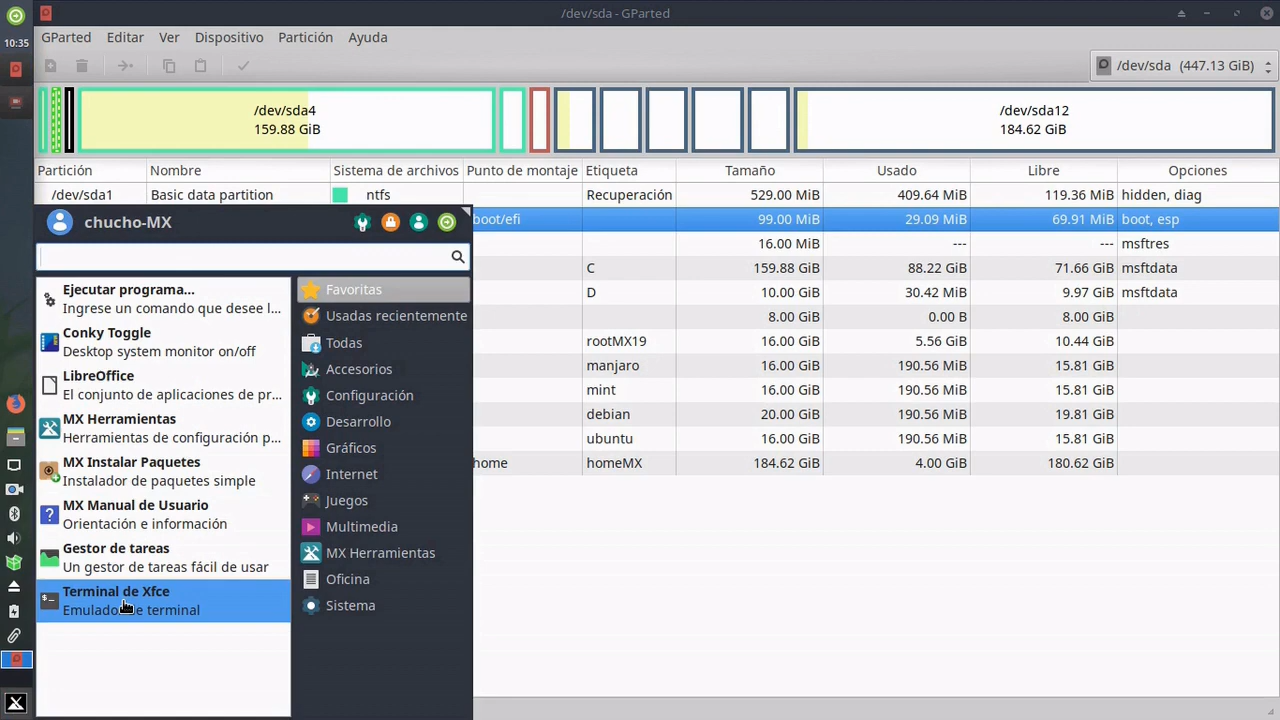 /dev/sda - GParted
10:35
GParted Editar Ver Dispositivo Partición Ayuda
/dev/sda (447.13 GiB)
/dev/sda4
159.88 GiB
/dev/sda12
184.62 GiB
Partición Nombre Sistema de archivos Punto de montaje Etiqueta Tamaño Usado Libre Opciones
/dev/sda1 Basic data partition ntfs Recuperación 529.00 MiB 409.64 MiB 119.36 MiB hidden, diag
boot/efi 99.00 MiB 29.09 MiB 69.91 MiB boot, esp
16.00 MiB --- --- msftres
C 159.88 GiB 88.22 GiB 71.66 GiB msftdata
D 10.00 GiB 30.42 MiB 9.97 GiB msftdata
8.00 GiB 0.00 B 8.00 GiB
rootMX19 16.00 GiB 5.56 GiB 10.44 GiB
manjaro 16.00 GiB 190.56 MiB 15.81 GiB
mint 16.00 GiB 190.56 MiB 15.81 GiB
debian 20.00 GiB 190.56 MiB 19.81 GiB
ubuntu 16.00 GiB 190.56 MiB 15.81 GiB
home homeMX 184.62 GiB 4.00 GiB 180.62 GiB
chucho-MX
Ejecutar programa...
Ingrese un comando que desee l...
Conky Toggle
Desktop system monitor on/off
LibreOffice
El conjunto de aplicaciones de pr...
MX Herramientas
Herramientas de configuración p...
MX Instalar Paquetes
Instalador de paquetes simple
MX Manual de Usuario
Orientación e información
Gestor de tareas
Un gestor de tareas fácil de usar
Terminal de Xfce
Emulador de terminal
Favoritas
Usadas recientemente
Todas
Accesorios
Configuración
Desarrollo
Gráficos
Internet
Juegos
Multimedia
MX Herramientas
Oficina
Sistema